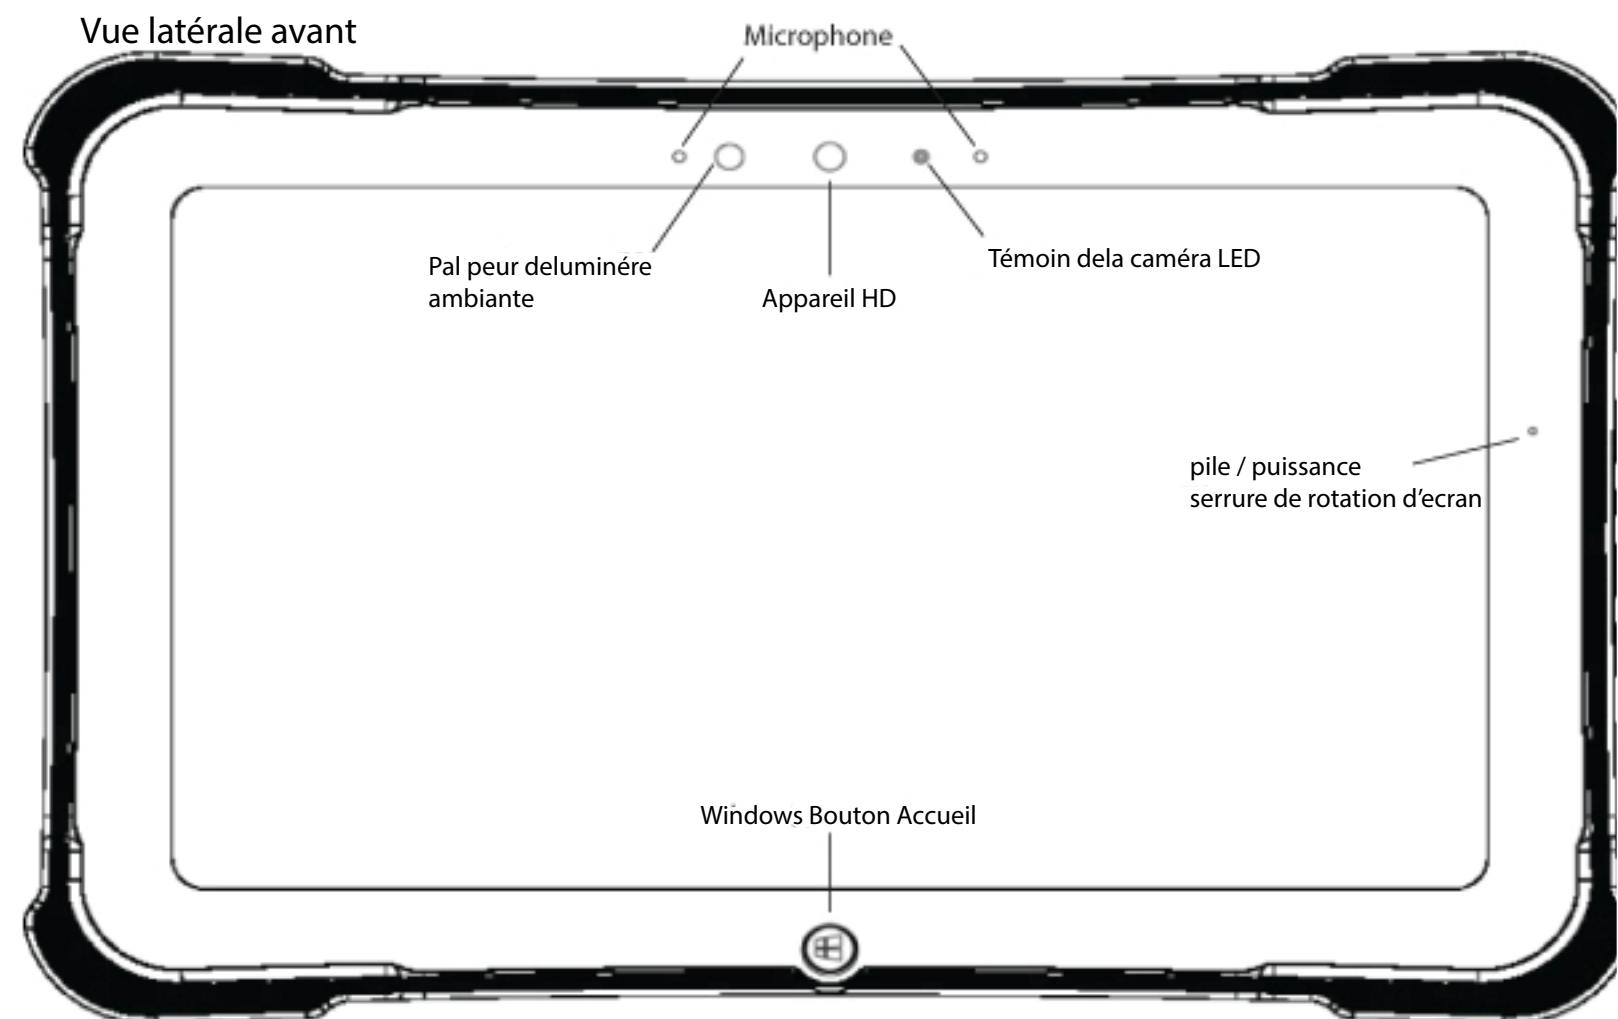 Vue latérale avant
Microphone
Pal peur deluminére
ambiante
Appareil HD
Témoin dela caméra LED
pile / puissance
serrure de rotation d'ecran
Windows Bouton Accueil